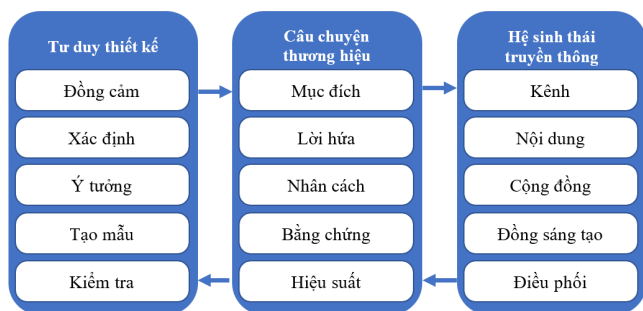 Tư duy thiết kế
Đồng cảm
Xác định
Ý tưởng
Tạo mẫu
Kiểm tra
Câu chuyện
thương hiệu
Mục đích
Lời hứa
Nhân cách
Bằng chứng
Hiệu suất
Hệ sinh thái
truyền thông
Kênh
Nội dung
Cộng đồng
Đồng sáng tạo
Điều phối